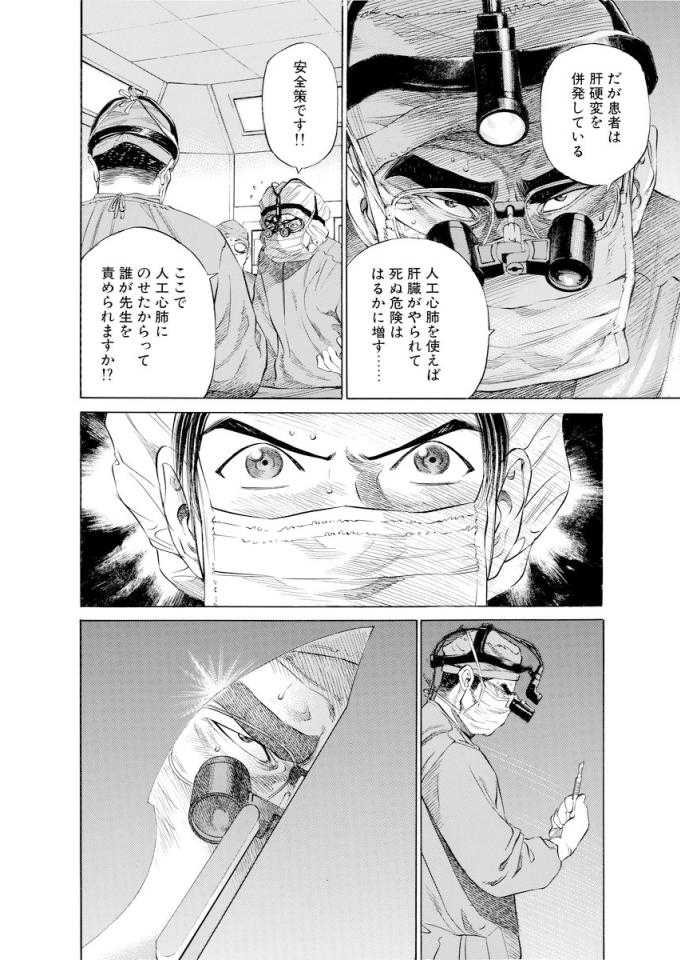 だが患者は
肝硬変を
併発している
人工心肺を使えば
肝臓がやられて
死ぬ危険は
はるかに増す……
安全策です!!
ここで
人工心肺に
のせたからって
誰が先生を
責められますか!?